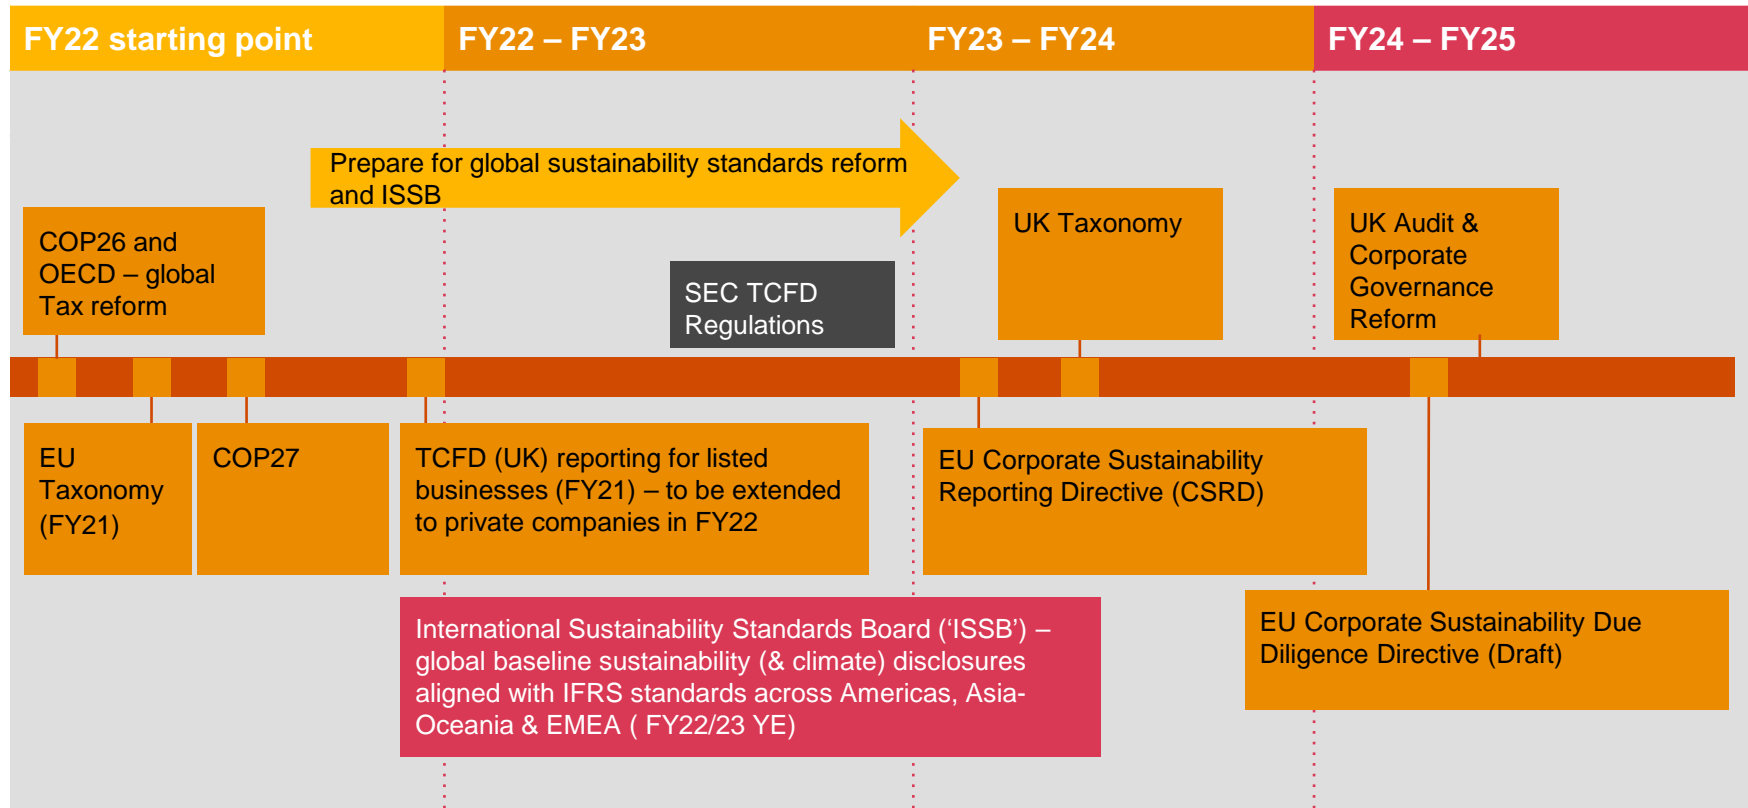 FY22 starting point
FY22 – FY23
FY23 – FY24
FY24 – FY25
Prepare for global sustainability standards reform
and ISSB
COP26 and
OECD – global
Tax reform
SEC TCFD
Regulations
UK Taxonomy
UK Audit &
Corporate
Governance
Reform
EU
Taxonomy
(FY21)
COP27
TCFD (UK) reporting for listed
businesses (FY21) – to be extended
to private companies in FY22
EU Corporate Sustainability
Reporting Directive (CSRD)
International Sustainability Standards Board (‘ISSB’) –
global baseline sustainability (& climate) disclosures
aligned with IFRS standards across Americas, Asia-
Oceania & EMEA ( FY22/23 YE)
EU Corporate Sustainability Due
Diligence Directive (Draft)